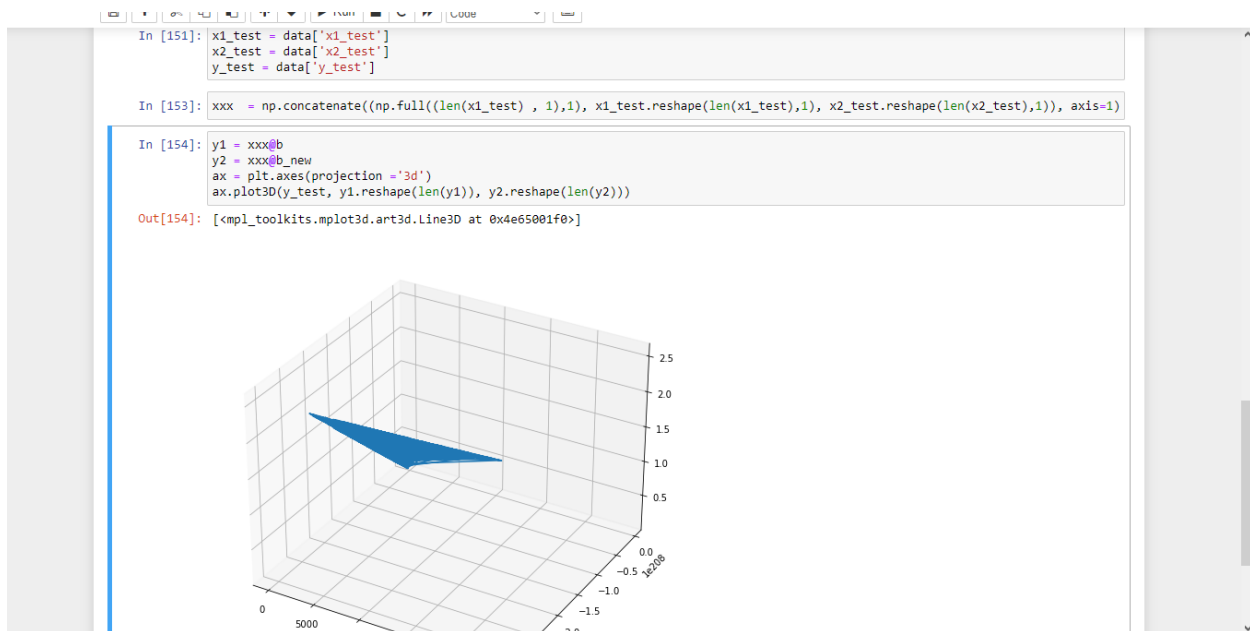 Run
Code
In [151]: x1_test = data['x1_test']
x2_test = data['x2_test']
y_test = data['y_test']
In [153]: xxx  = np.concatenate((np.full((len(x1_test) , 1),1), x1_test.reshape(len(x1_test),1), x2_test.reshape(len(x2_test),1)), axis=1)
In [154]: y1 = xxx@b
y2 = xxx@b_new
ax = plt.axes(projection ='3d')
ax.plot3D(y_test, y1.reshape(len(y1)), y2.reshape(len(y2)))
Out[154]: [<mpl_toolkits.mplot3d.art3d.Line3D at 0x4e65001f0>]
2.5
2.0
1.5
1.0
0.5
0.0
1e208
−0.5
−1.0
−1.5
0
5000